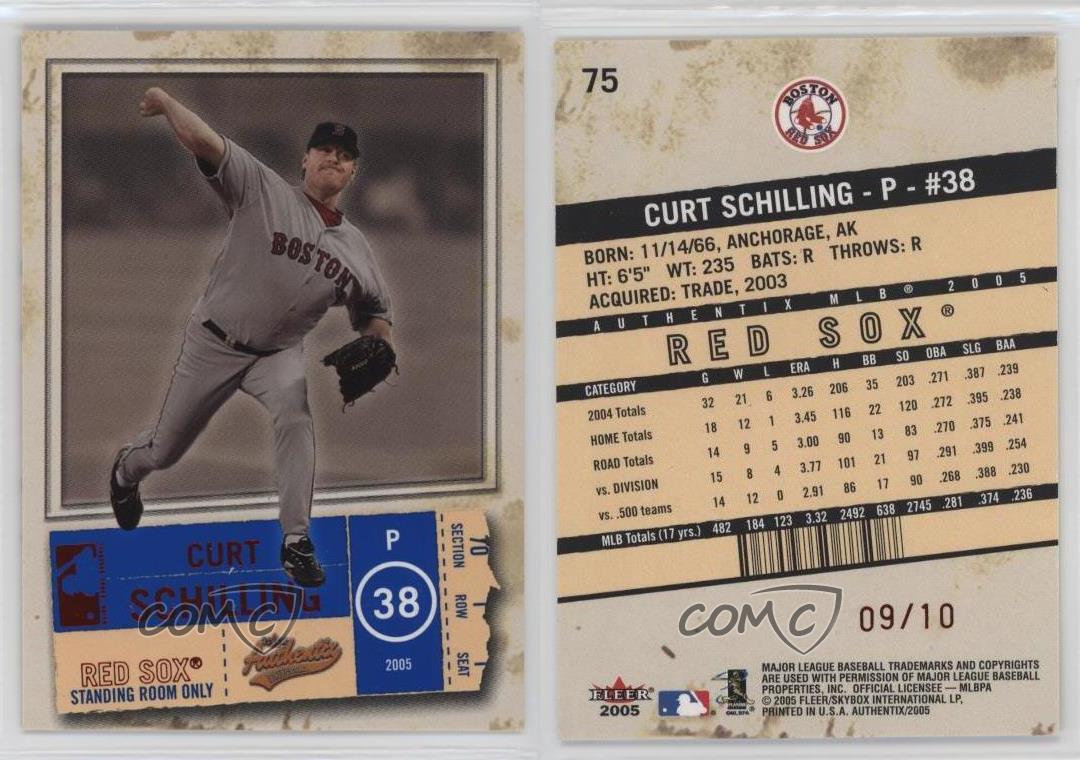 BOSTON
CURT
SCHILLING
P
38
2005
70
SECTION ROW SEAT
RED SOX®
STANDING ROOM ONLY
Authentix
COMC
75
BOSTON
RED SOX
CURT SCHILLING - P - #38
BORN: 11/14/66, ANCHORAGE, AK
HT: 6'5" WT: 235 BATS: R THROWS: R
ACQUIRED: TRADE, 2003
AUTHENTIX MLB® 2005
RED SOX®
CATEGORY G W L ERA H BB SO OBA SLG BAA
2004 Totals 32 21 6 3.26 206 35 203 .271 .387 .239
HOME Totals 18 12 1 3.45 116 22 120 .272 .395 .238
ROAD Totals 14 9 5 3.00 90 13 83 .270 .375 .241
vs. DIVISION 15 8 4 3.77 101 21 97 .291 .399 .254
vs. .500 teams 14 12 0 2.91 86 17 90 .268 .388 .230
MLB Totals (17 yrs.) 482 184 123 3.32 2492 638 2745 .281 .374 .236
COMC
09/10
FLEER
2005
MAJOR LEAGUE BASEBALL TRADEMARKS AND COPYRIGHTS
ARE USED WITH PERMISSION OF MAJOR LEAGUE BASEBALL
PROPERTIES, INC. OFFICIAL LICENSEE — MLBPA
© 2005 FLEER/SKYBOX INTERNATIONAL LP,
PRINTED IN U.S.A. AUTHENTIX/2005